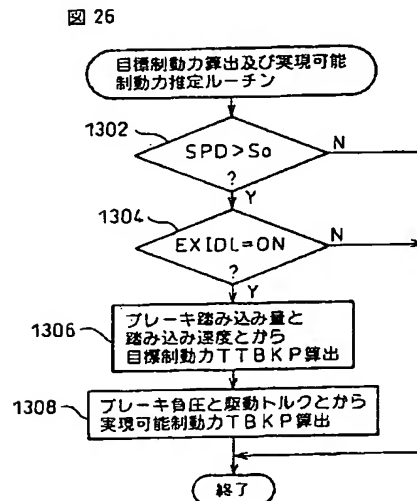 図 26
目標制動力算出及び実現可能
制動力推定ルーチン
1302
SPD>So
N
?
Y
1304
EXIDL=ON
N
?
Y
1306
ブレーキ踏み込み量と
踏み込み速度とから
目標制動力TTBKP算出
1308
ブレーキ負圧と駆動トルクとから
実現可能制動力TBKP算出
終了